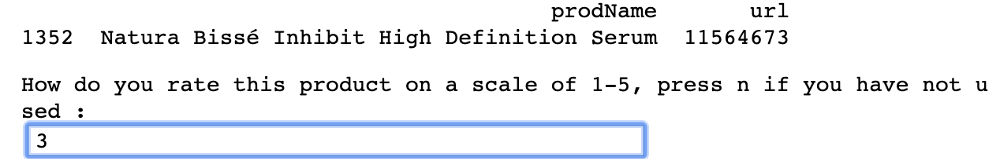 prodName url
1352 Natura Bissé Inhibit High Definition Serum 11564673
How do you rate this product on a scale of 1-5, press n if you have not u
sed :
3